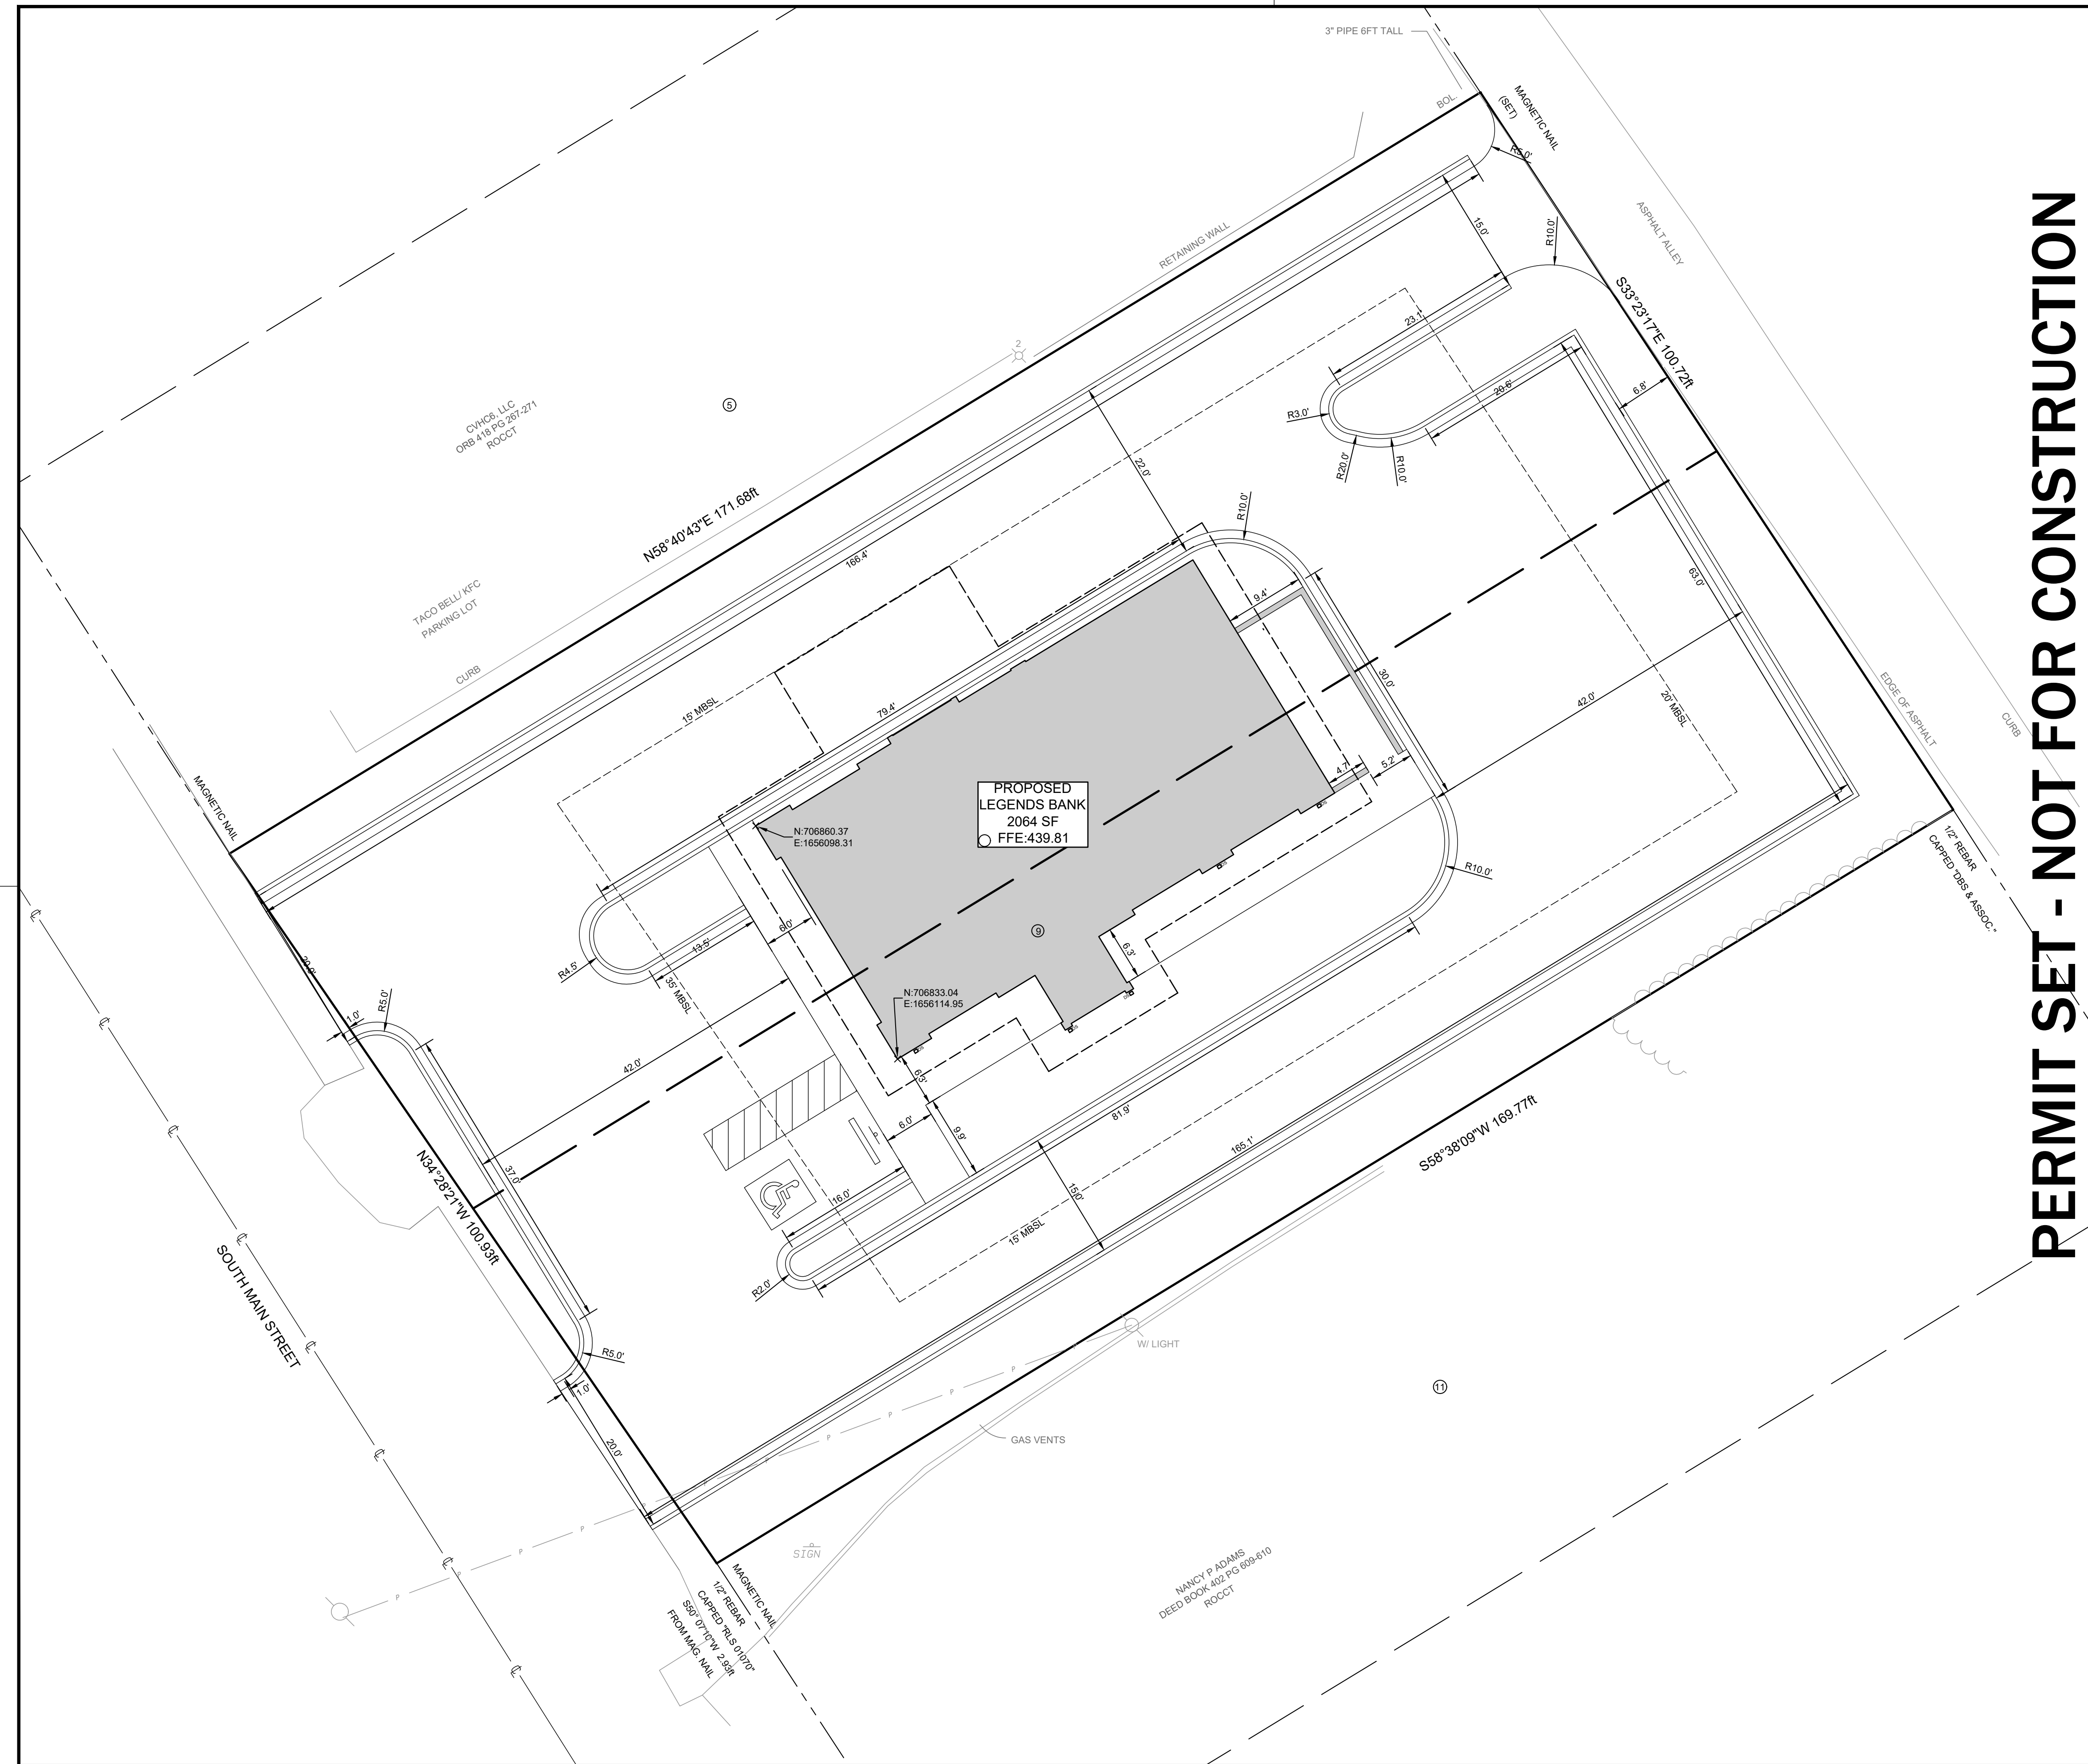 3" PIPE 6FT TALL
BOL.
MAGNETIC NAIL
(SET)
R5.0'
ASPHALT ALLEY
RETAINING WALL
15.0'
R10.0'
S33°23'17"E 100.72ft
23.1'
20.6'
6.8'
R3.0'
R20.0'
R10.0'
2
5
CVHC6, LLC
ORB 418 PG 267-271
ROCCT
N58°40'43"E 171.68ft
166.4'
22.0'
R10.0'
TACO BELL/ KFC
PARKING LOT
CURB
15' MBSL
79.4'
9.4'
30.0'
63.0'
42.0'
20' MBSL
EDGE OF ASPHALT
CURB
4.7'
5.2'
PROPOSED
LEGENDS BANK
2064 SF
FFE:439.81
N:706860.37
E:1656098.31
MAGNETIC NAIL
R10.0'
1/2" REBAR
CAPPED "DBS & ASSOC."
9
6.3'
6.0'
13.5'
R4.5'
35' MBSL
20.0'
1.0'
R5.0'
N:706833.04
E:1656114.95
42.0'
6.3'
6.0'
9.9'
81.9'
165.1'
S58°38'09"W 169.77ft
37.0'
N34°28'21"W 100.93ft
16.0'
15.0'
15' MBSL
R2.0'
SOUTH MAIN STREET
R5.0'
1.0'
20.0'
W/ LIGHT
11
GAS VENTS
P
P
P
P
P
P
P
P
P
P
SIGN
MAGNETIC NAIL
1/2" REBAR
CAPPED "RLS 01070"
S50°07'10"W 2.93ft
FROM MAG. NAIL
NANCY P ADAMS
DEED BOOK 402 PG 609-610
ROCCT
PERMIT SET - NOT FOR CONSTRUCTION